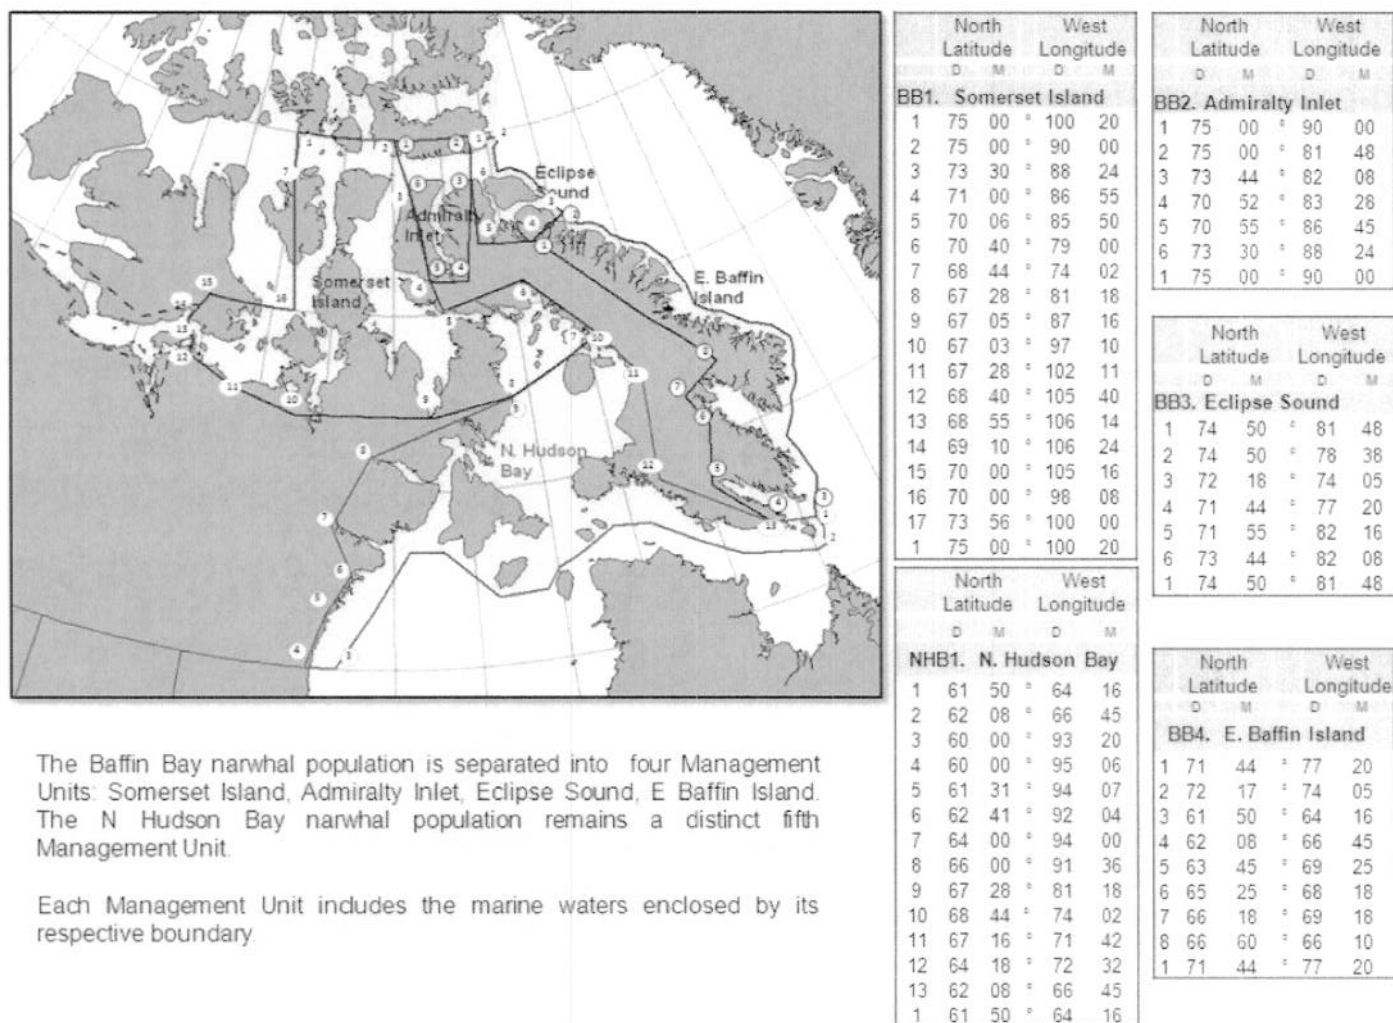 Eclipse
Sound
Admiralty
Inlet
Somerset
Island
E. Baffin
Island
N. Hudson
Bay
The Baffin Bay narwhal population is separated into four Management
Units: Somerset Island, Admiralty Inlet, Eclipse Sound, E Baffin Island.
The N Hudson Bay narwhal population remains a distinct fifth
Management Unit.
Each Management Unit includes the marine waters enclosed by its
respective boundary.
North West
Latitude Longitude
D M D M
BB1. Somerset Island
1 75 00 ° 100 20
2 75 00 ° 90 00
3 73 30 ° 88 24
4 71 00 ° 86 55
5 70 06 ° 85 50
6 70 40 ° 79 00
7 68 44 ° 74 02
8 67 28 ° 81 18
9 67 05 ° 87 16
10 67 03 ° 97 10
11 67 28 ° 102 11
12 68 40 ° 105 40
13 68 55 ° 106 14
14 69 10 ° 106 24
15 70 00 ° 105 16
16 70 00 ° 98 08
17 73 56 ° 100 00
1 75 00 ° 100 20
North West
Latitude Longitude
D M D M
NHB1. N. Hudson Bay
1 61 50 ° 64 16
2 62 08 ° 66 45
3 60 00 ° 93 20
4 60 00 ° 95 06
5 61 31 ° 94 07
6 62 41 ° 92 04
7 64 00 ° 94 00
8 66 00 ° 91 36
9 67 28 ° 81 18
10 68 44 ° 74 02
11 67 16 ° 71 42
12 64 18 ° 72 32
13 62 08 ° 66 45
1 61 50 ° 64 16
North West
Latitude Longitude
D M D M
BB2. Admiralty Inlet
1 75 00 ° 90 00
2 75 00 ° 81 48
3 73 44 ° 82 08
4 70 52 ° 83 28
5 70 55 ° 86 45
6 73 30 ° 88 24
1 75 00 ° 90 00
North West
Latitude Longitude
D M D M
BB3. Eclipse Sound
1 74 50 ° 81 48
2 74 50 ° 78 38
3 72 18 ° 74 05
4 71 44 ° 77 20
5 71 55 ° 82 16
6 73 44 ° 82 08
1 74 50 ° 81 48
North West
Latitude Longitude
D M D M
BB4. E. Baffin Island
1 71 44 ° 77 20
2 72 17 ° 74 05
3 61 50 ° 64 16
4 62 08 ° 66 45
5 63 45 ° 69 25
6 65 25 ° 68 18
7 66 18 ° 69 18
8 66 60 ° 66 10
1 71 44 ° 77 20